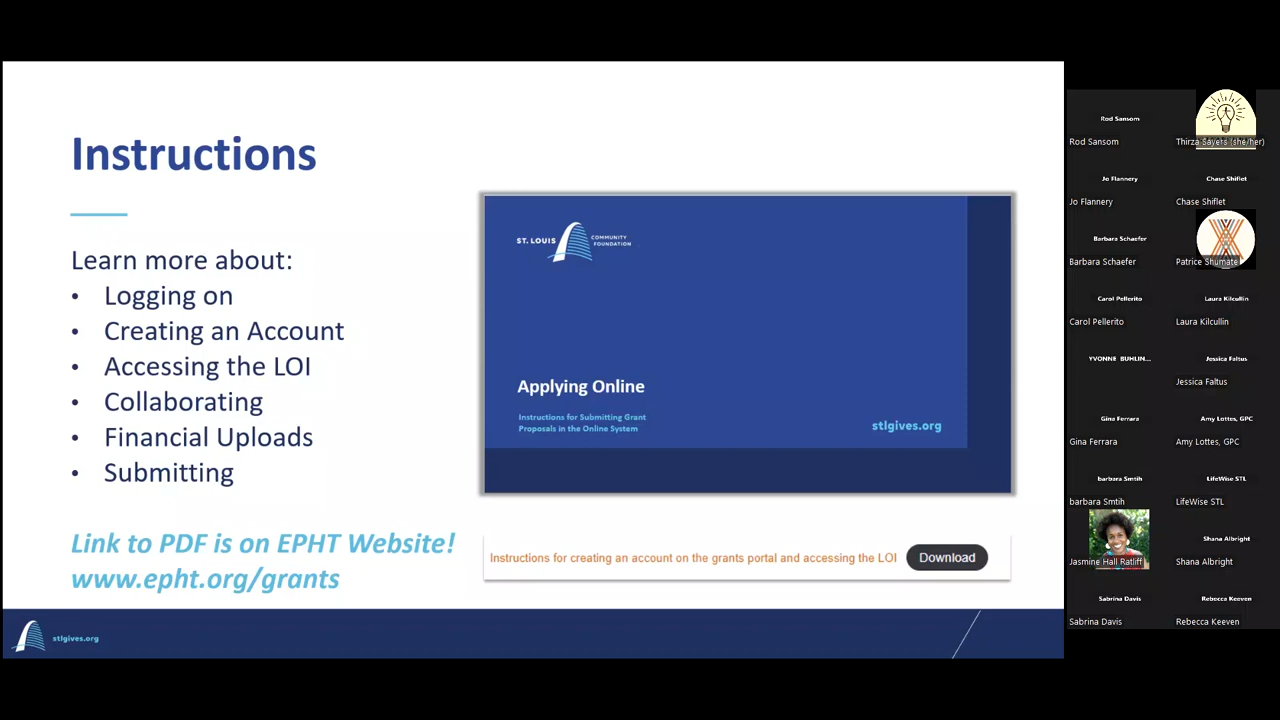 Instructions
Learn more about:
• Logging on
• Creating an Account
• Accessing the LOI
• Collaborating
• Financial Uploads
• Submitting
Link to PDF is on EPHT Website!
www.epht.org/grants
ST. LOUIS
COMMUNITY
FOUNDATION
Applying Online
Instructions for Submitting Grant
Proposals in the Online System
stlgives.org
Instructions for creating an account on the grants portal and accessing the LOI
Download
stlgives.org
Rod Sansom
Rod Sansom
Thirza Sayers (she/her)
Jo Flannery
Chase Shiflet
Jo Flannery
Chase Shiflet
Barbara Schaefer
Barbara Schaefer
Patrice Shumate
Carol Pellerito
Laura Kilcullin
Carol Pellerito
Laura Kilcullin
YVONNE BUHLIN...
Jessica Faltus
Jessica Faltus
Gina Ferrara
Amy Lottes, GPC
Gina Ferrara
Amy Lottes, GPC
barbara Smtih
LifeWise STL
barbara Smtih
LifeWise STL
Shana Albright
Jasmine Hall Ratliff
Shana Albright
Sabrina Davis
Rebecca Keeven
Sabrina Davis
Rebecca Keeven